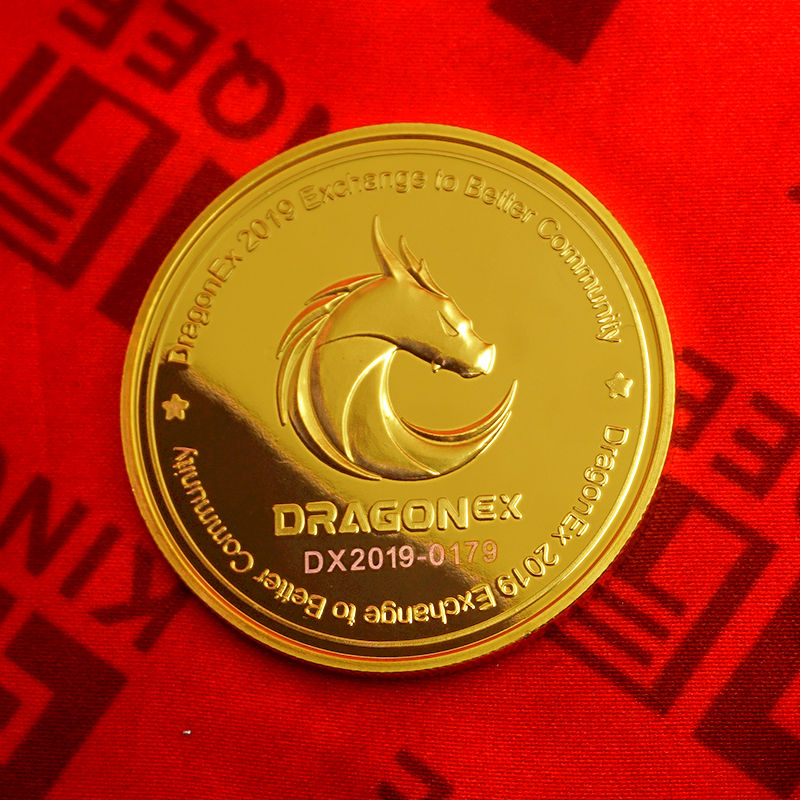 DragonEx 2019 Exchange to Better Community
DRAGONEX
DX2019-0179
DragonEx 2019 Exchange to Better Community